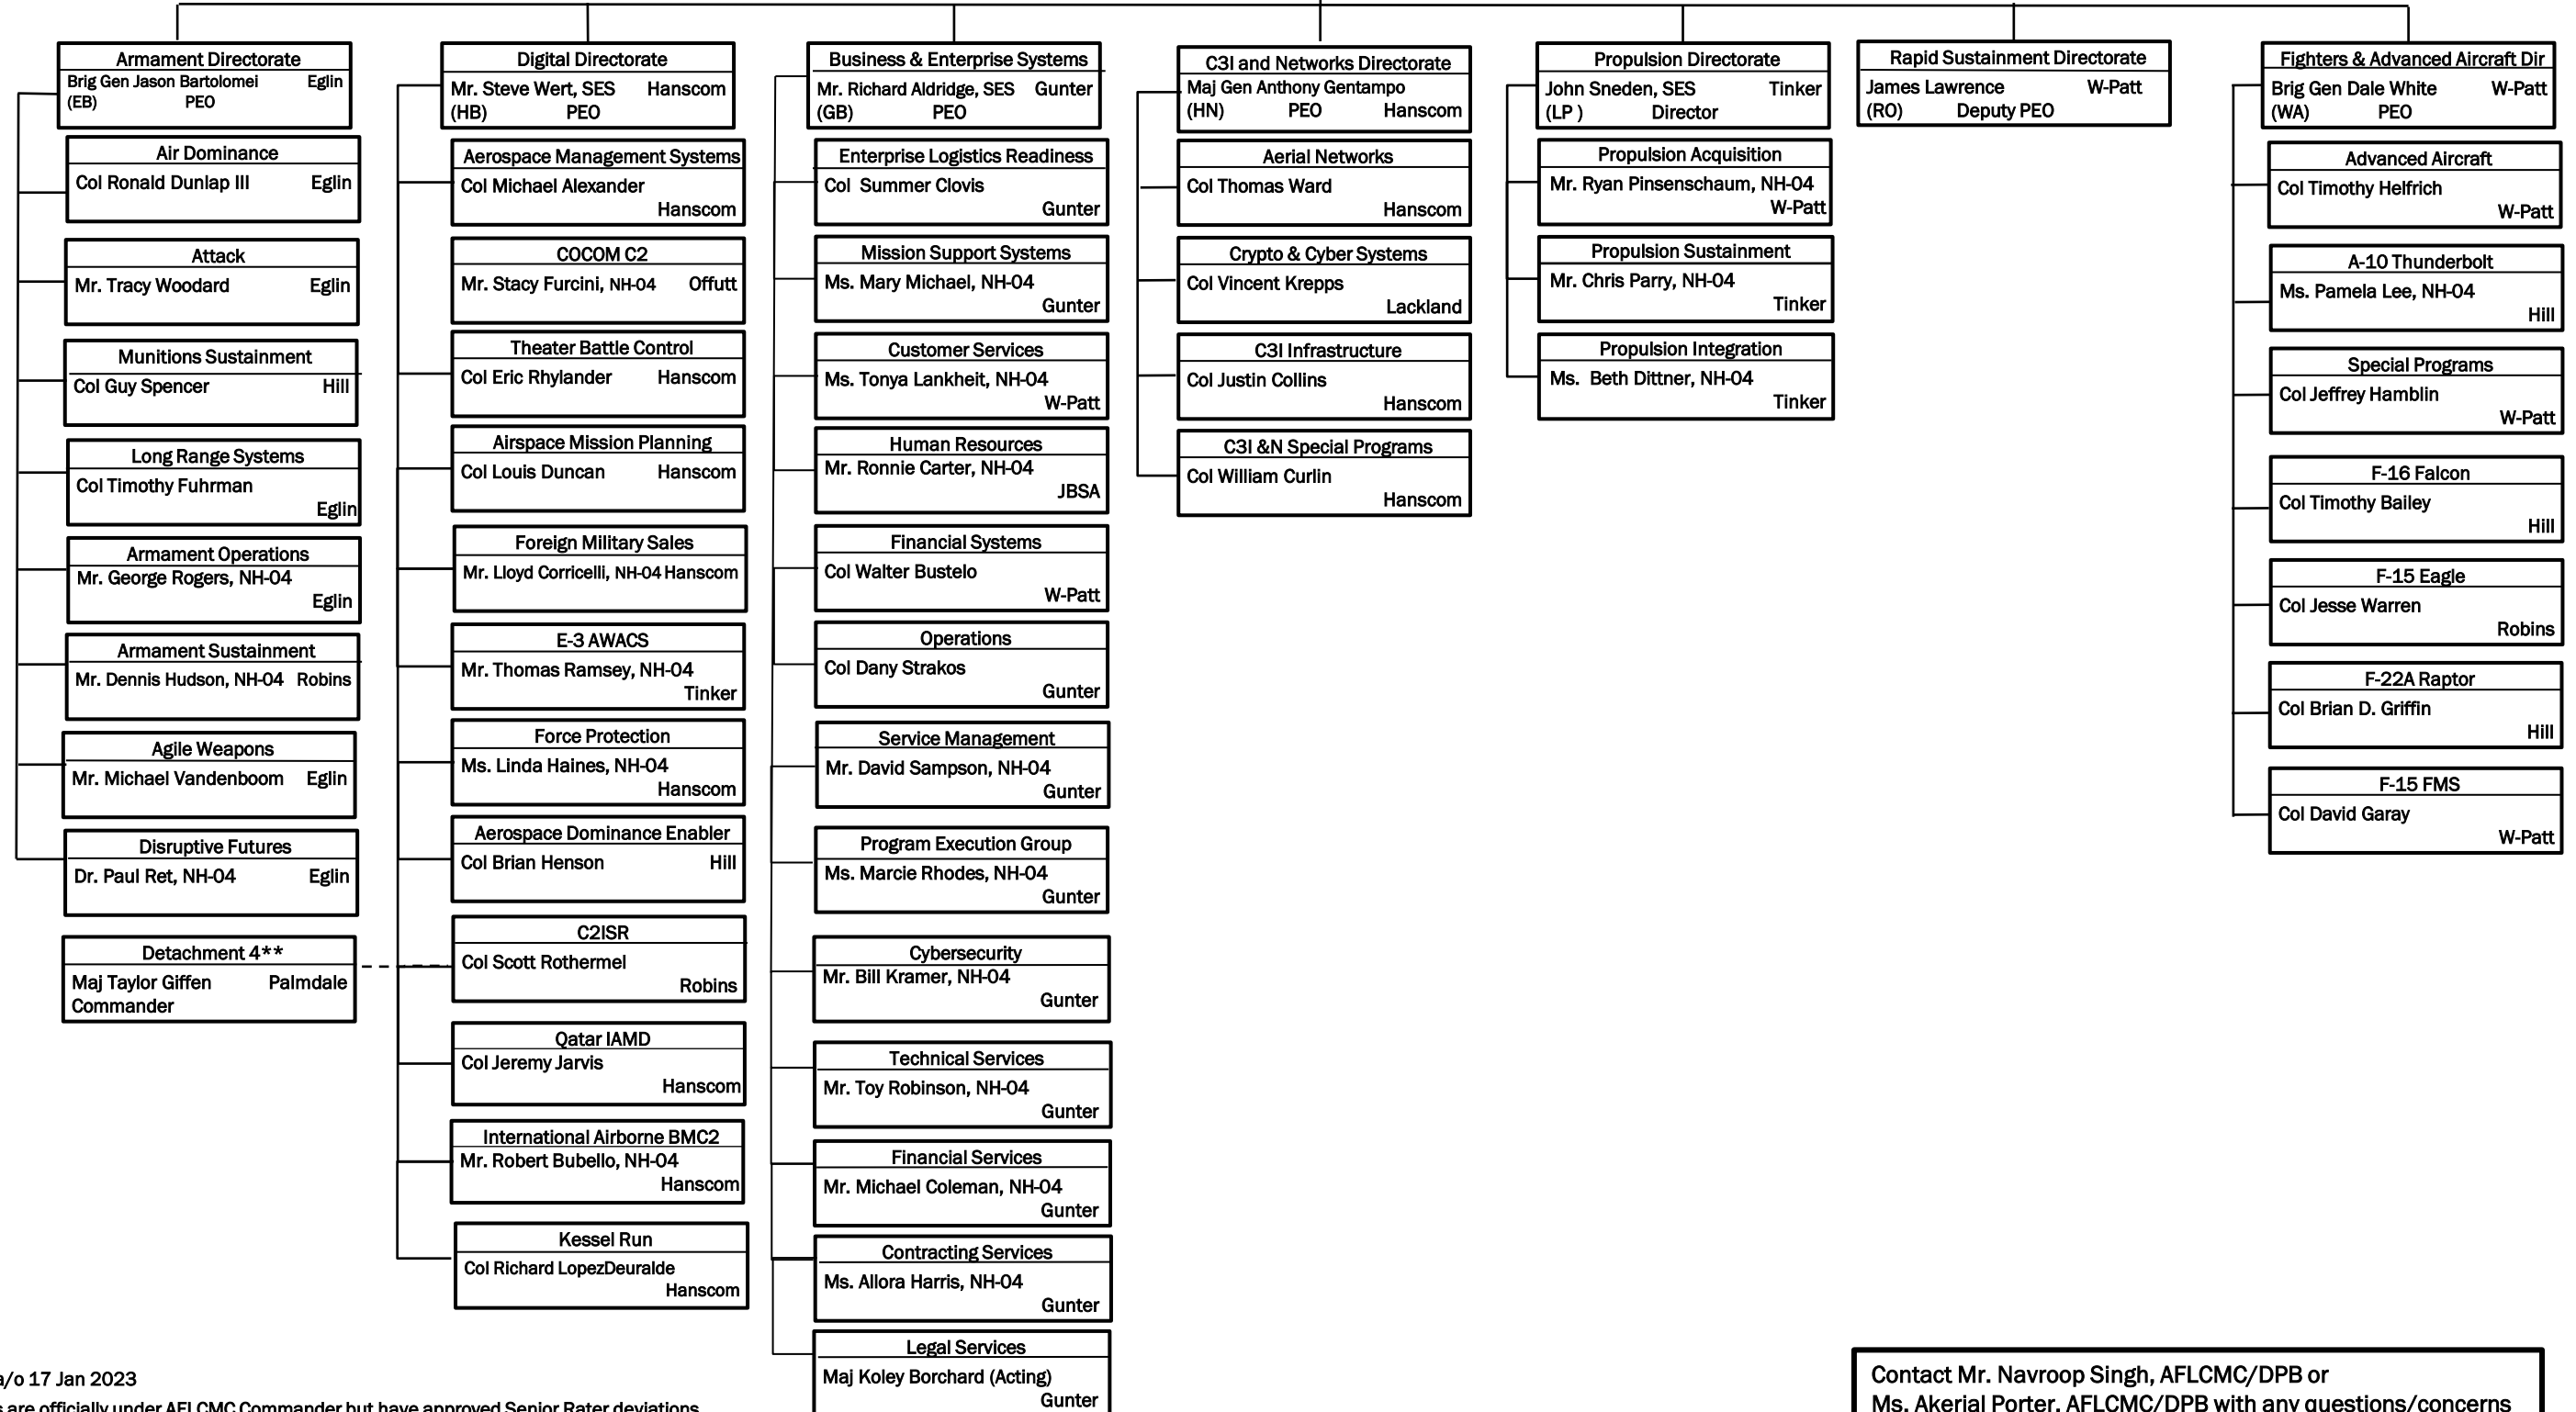 Armament Directorate
Brig Gen Jason Bartolomei Eglin
(EB) PEO
Air Dominance
Col Ronald Dunlap III Eglin
Attack
Mr. Tracy Woodard Eglin
Munitions Sustainment
Col Guy Spencer Hill
Long Range Systems
Col Timothy Fuhrman
Eglin
Armament Operations
Mr. George Rogers, NH-04
Eglin
Armament Sustainment
Mr. Dennis Hudson, NH-04 Robins
Agile Weapons
Mr. Michael Vandenboom Eglin
Disruptive Futures
Dr. Paul Ret, NH-04 Eglin
Detachment 4**
Maj Taylor Giffen Palmdale
Commander
Digital Directorate
Mr. Steve Wert, SES Hanscom
(HB) PEO
Aerospace Management Systems
Col Michael Alexander
Hanscom
COCOM C2
Mr. Stacy Furcini, NH-04 Offutt
Theater Battle Control
Col Eric Rhylander Hanscom
Airspace Mission Planning
Col Louis Duncan Hanscom
Foreign Military Sales
Mr. Lloyd Corricelli, NH-04 Hanscom
E-3 AWACS
Mr. Thomas Ramsey, NH-04
Tinker
Force Protection
Ms. Linda Haines, NH-04
Hanscom
Aerospace Dominance Enabler
Col Brian Henson Hill
C2ISR
Col Scott Rothermel
Robins
Qatar IAMD
Col Jeremy Jarvis
Hanscom
International Airborne BMC2
Mr. Robert Bubello, NH-04
Hanscom
Kessel Run
Col Richard LopezDeuralde
Hanscom
Business & Enterprise Systems
Mr. Richard Aldridge, SES Gunter
(GB) PEO
Enterprise Logistics Readiness
Col Summer Clovis
Gunter
Mission Support Systems
Ms. Mary Michael, NH-04
Gunter
Customer Services
Ms. Tonya Lankheit, NH-04
W-Patt
Human Resources
Mr. Ronnie Carter, NH-04
JBSA
Financial Systems
Col Walter Bustelo
W-Patt
Operations
Col Dany Strakos
Gunter
Service Management
Mr. David Sampson, NH-04
Gunter
Program Execution Group
Ms. Marcie Rhodes, NH-04
Gunter
Cybersecurity
Mr. Bill Kramer, NH-04
Gunter
Technical Services
Mr. Toy Robinson, NH-04
Gunter
Financial Services
Mr. Michael Coleman, NH-04
Gunter
Contracting Services
Ms. Allora Harris, NH-04
Gunter
Legal Services
Maj Koley Borchard (Acting)
Gunter
C3I and Networks Directorate
Maj Gen Anthony Gentampo
(HN) PEO Hanscom
Aerial Networks
Col Thomas Ward
Hanscom
Crypto & Cyber Systems
Col Vincent Krepps
Lackland
C3I Infrastructure
Col Justin Collins
Hanscom
C3I &N Special Programs
Col William Curlin
Hanscom
Propulsion Directorate
John Sneden, SES Tinker
(LP ) Director
Propulsion Acquisition
Mr. Ryan Pinsenschaum, NH-04
W-Patt
Propulsion Sustainment
Mr. Chris Parry, NH-04
Tinker
Propulsion Integration
Ms. Beth Dittner, NH-04
Tinker
Rapid Sustainment Directorate
James Lawrence W-Patt
(RO) Deputy PEO
Fighters & Advanced Aircraft Dir
Brig Gen Dale White W-Patt
(WA) PEO
Advanced Aircraft
Col Timothy Helfrich
W-Patt
A-10 Thunderbolt
Ms. Pamela Lee, NH-04
Hill
Special Programs
Col Jeffrey Hamblin
W-Patt
F-16 Falcon
Col Timothy Bailey
Hill
F-15 Eagle
Col Jesse Warren
Robins
F-22A Raptor
Col Brian D. Griffin
Hill
F-15 FMS
Col David Garay
W-Patt
a/o 17 Jan 2023
are officially under AFLCMC Commander but have approved Senior Rater deviations
Contact Mr. Navroop Singh, AFLCMC/DPB or
Ms. Akerial Porter, AFLCMC/DPB with any questions/concerns